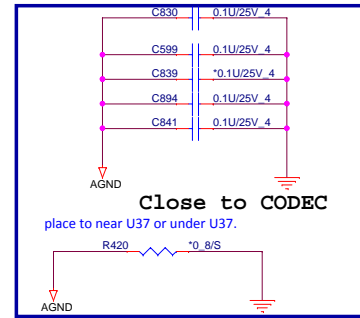 C830 0.1U/25V_4
C599 0.1U/25V_4
C839 *0.1U/25V_4
C894 0.1U/25V_4
C841 0.1U/25V_4
AGND
Close to CODEC
place to near U37 or under U37.
R420 *0_8/S
AGND